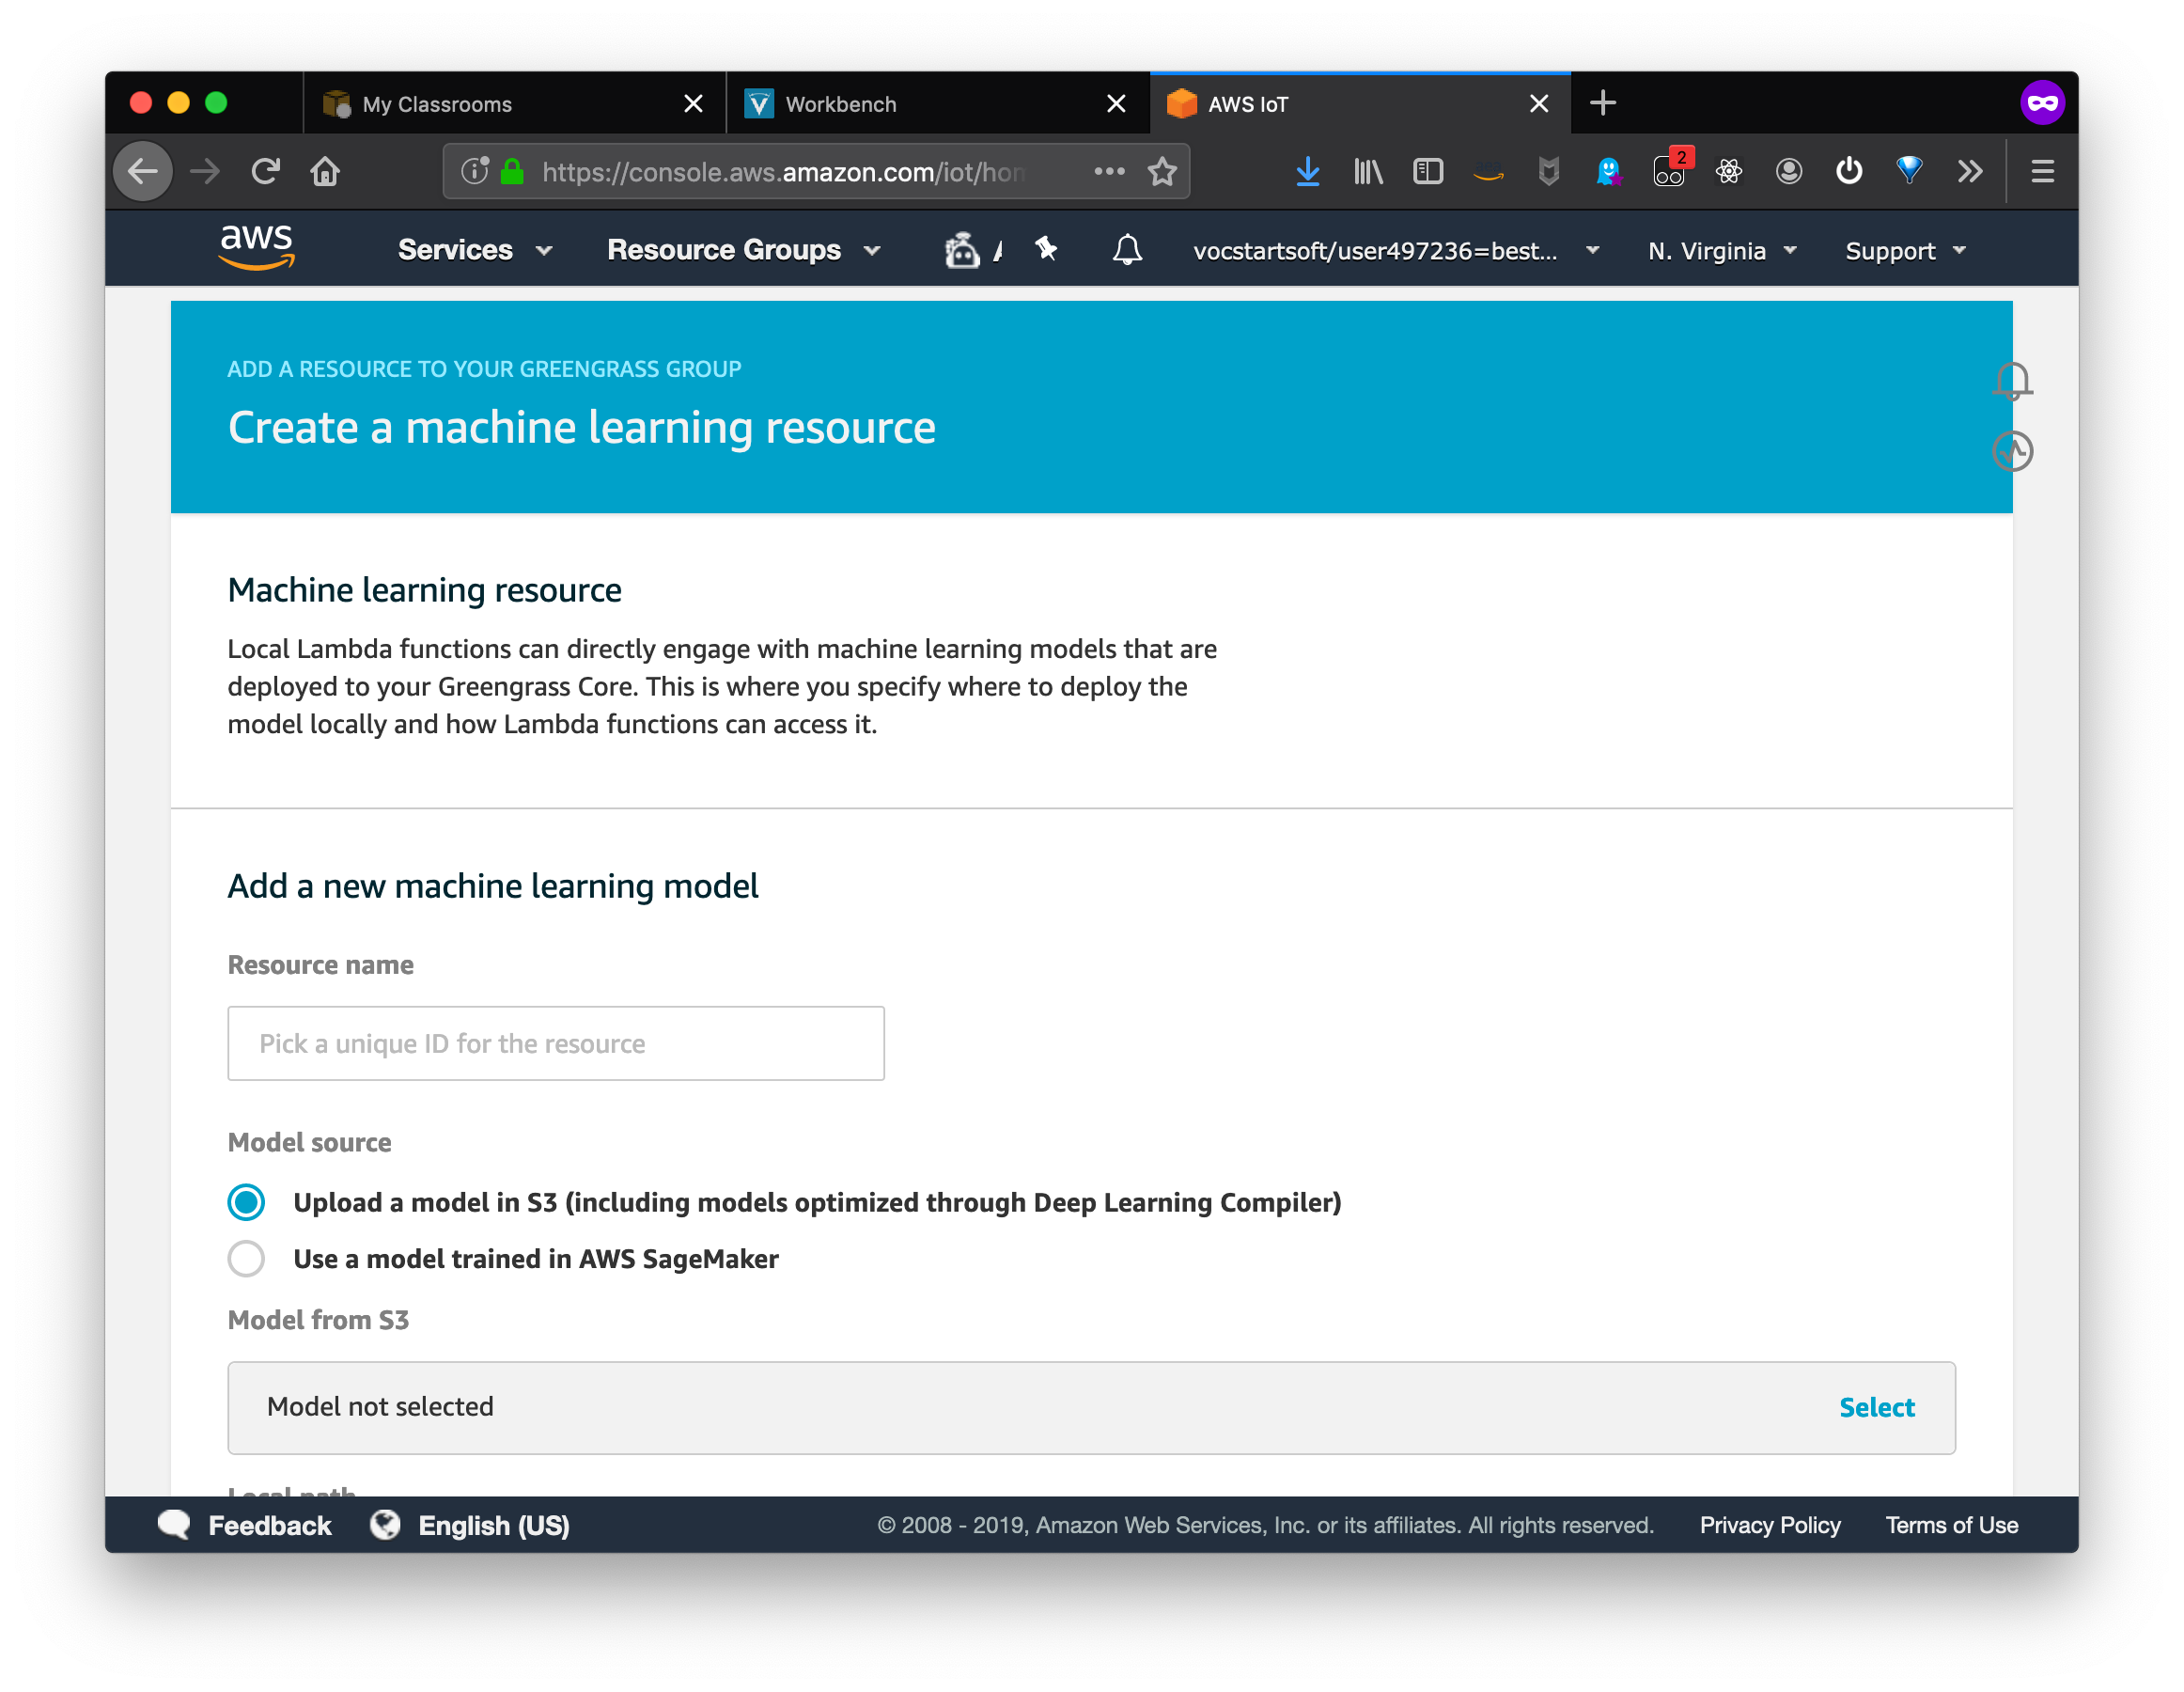 My Classrooms
Workbench
AWS IoT
https://console.aws.amazon.com/iot/hom
2
aws
Services
Resource Groups
vocstartsoft/user497236=best...
N. Virginia
Support
ADD A RESOURCE TO YOUR GREENGRASS GROUP
Create a machine learning resource
Machine learning resource
Local Lambda functions can directly engage with machine learning models that are
deployed to your Greengrass Core. This is where you specify where to deploy the
model locally and how Lambda functions can access it.
Add a new machine learning model
Resource name
Pick a unique ID for the resource
Model source
Upload a model in S3 (including models optimized through Deep Learning Compiler)
Use a model trained in AWS SageMaker
Model from S3
Model not selected
Select
Local path
Feedback
English (US)
© 2008 - 2019, Amazon Web Services, Inc. or its affiliates. All rights reserved.
Privacy Policy
Terms of Use